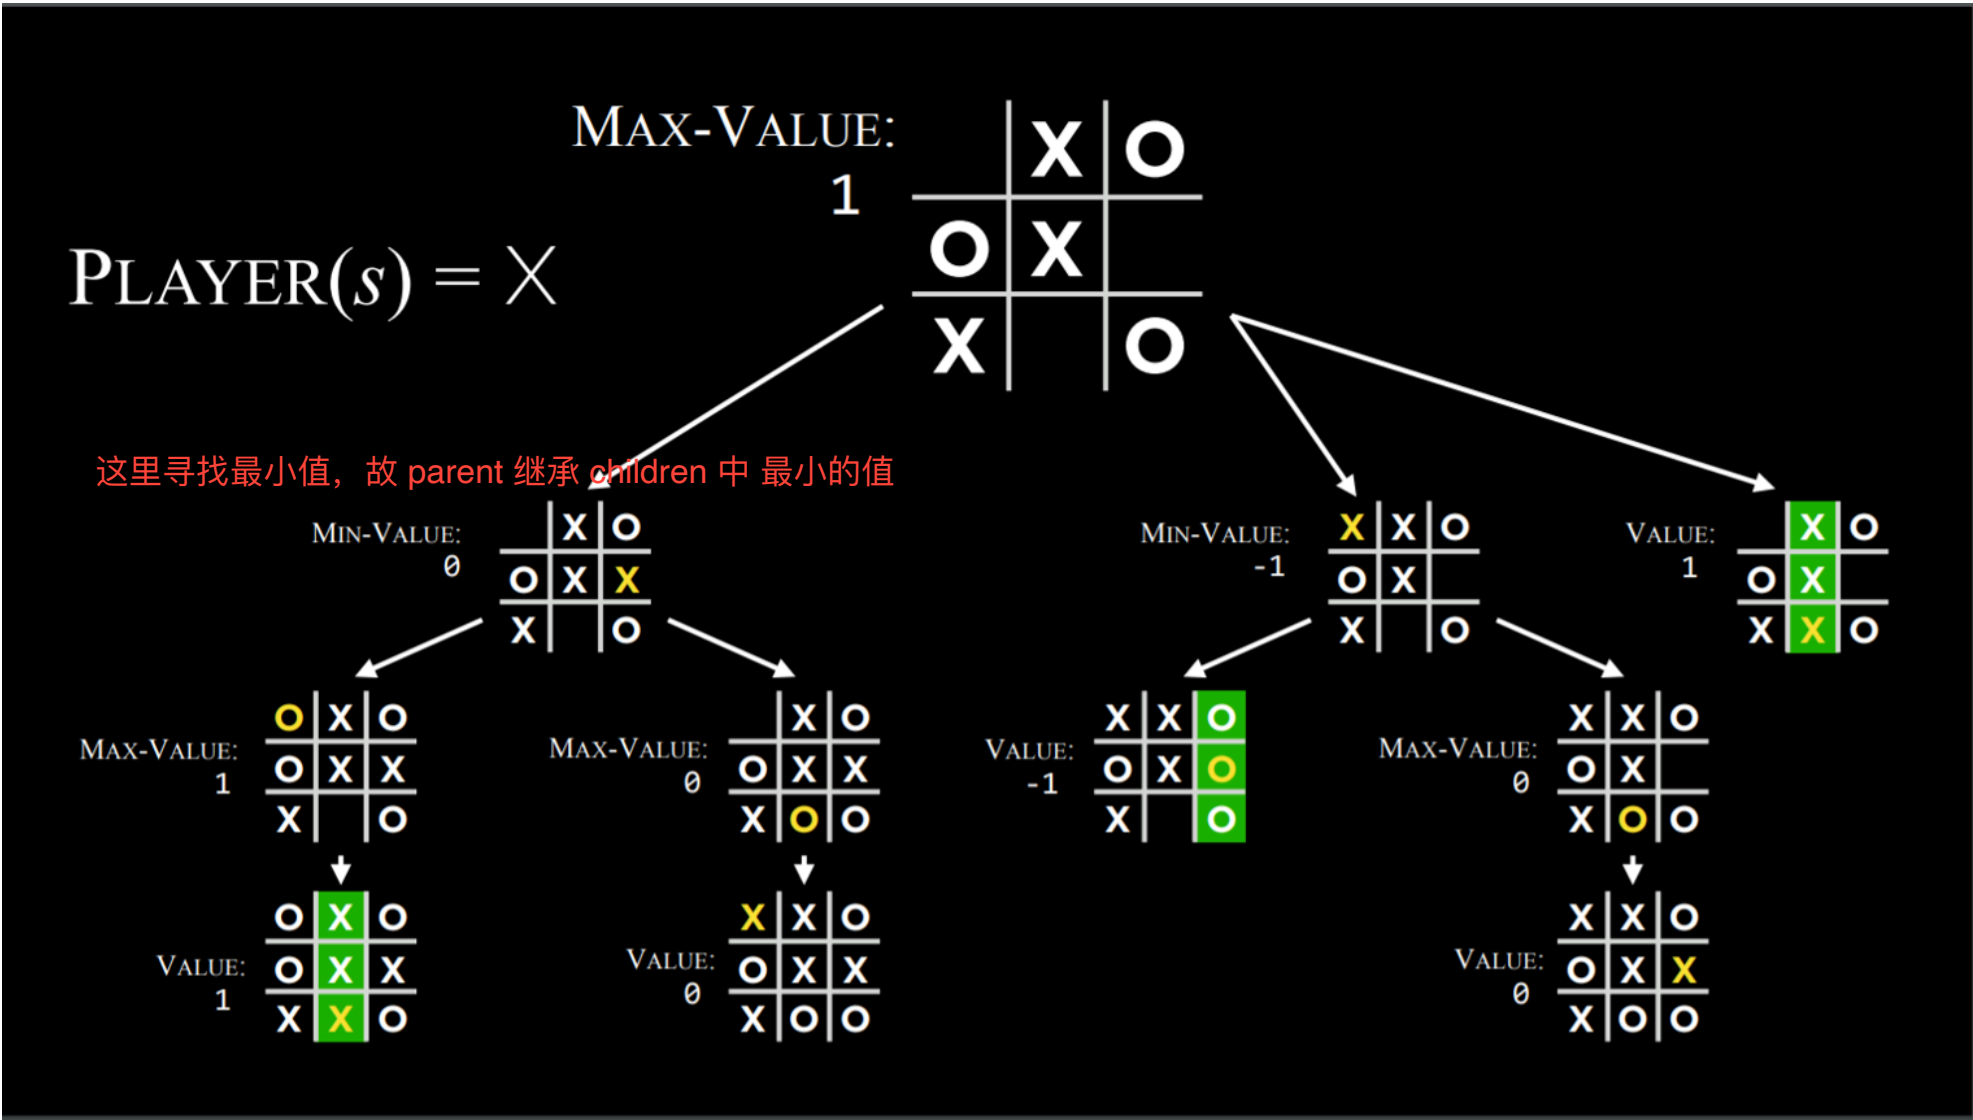 MAX-VALUE:
1
X O
O X
X O
PLAYER(s) = X
这里寻找最小值，故 parent 继承 children 中 最小的值
MIN-VALUE:
0
X O
O X X
X O
MIN-VALUE:
-1
X X O
O X
X O
VALUE:
1
X O
O X
X X O
MAX-VALUE:
1
O X O
O X X
X O
MAX-VALUE:
0
X O
O X X
X O O
VALUE:
-1
X X O
O X O
X O
MAX-VALUE:
0
X X O
O X
X O O
VALUE:
1
O X O
O X X
X X O
VALUE:
0
X X O
O X X
X O O
VALUE:
0
X X O
O X X
X O O